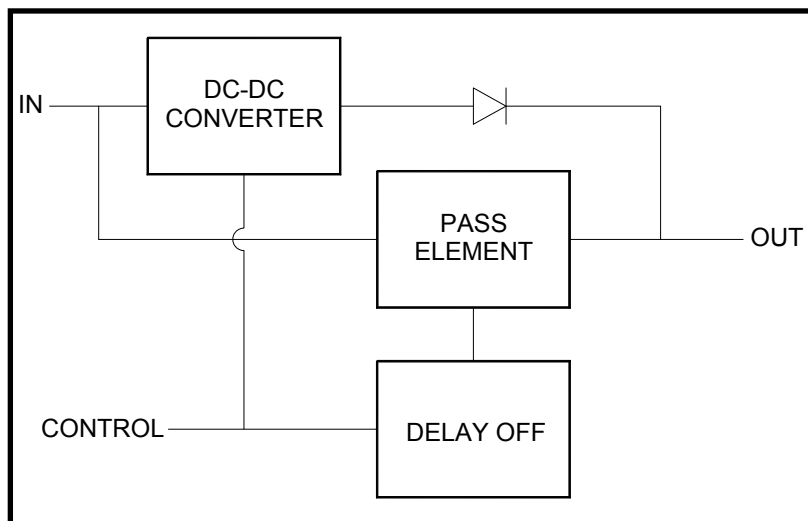 DC-DC
CONVERTER
IN
PASS
ELEMENT
OUT
CONTROL
DELAY OFF